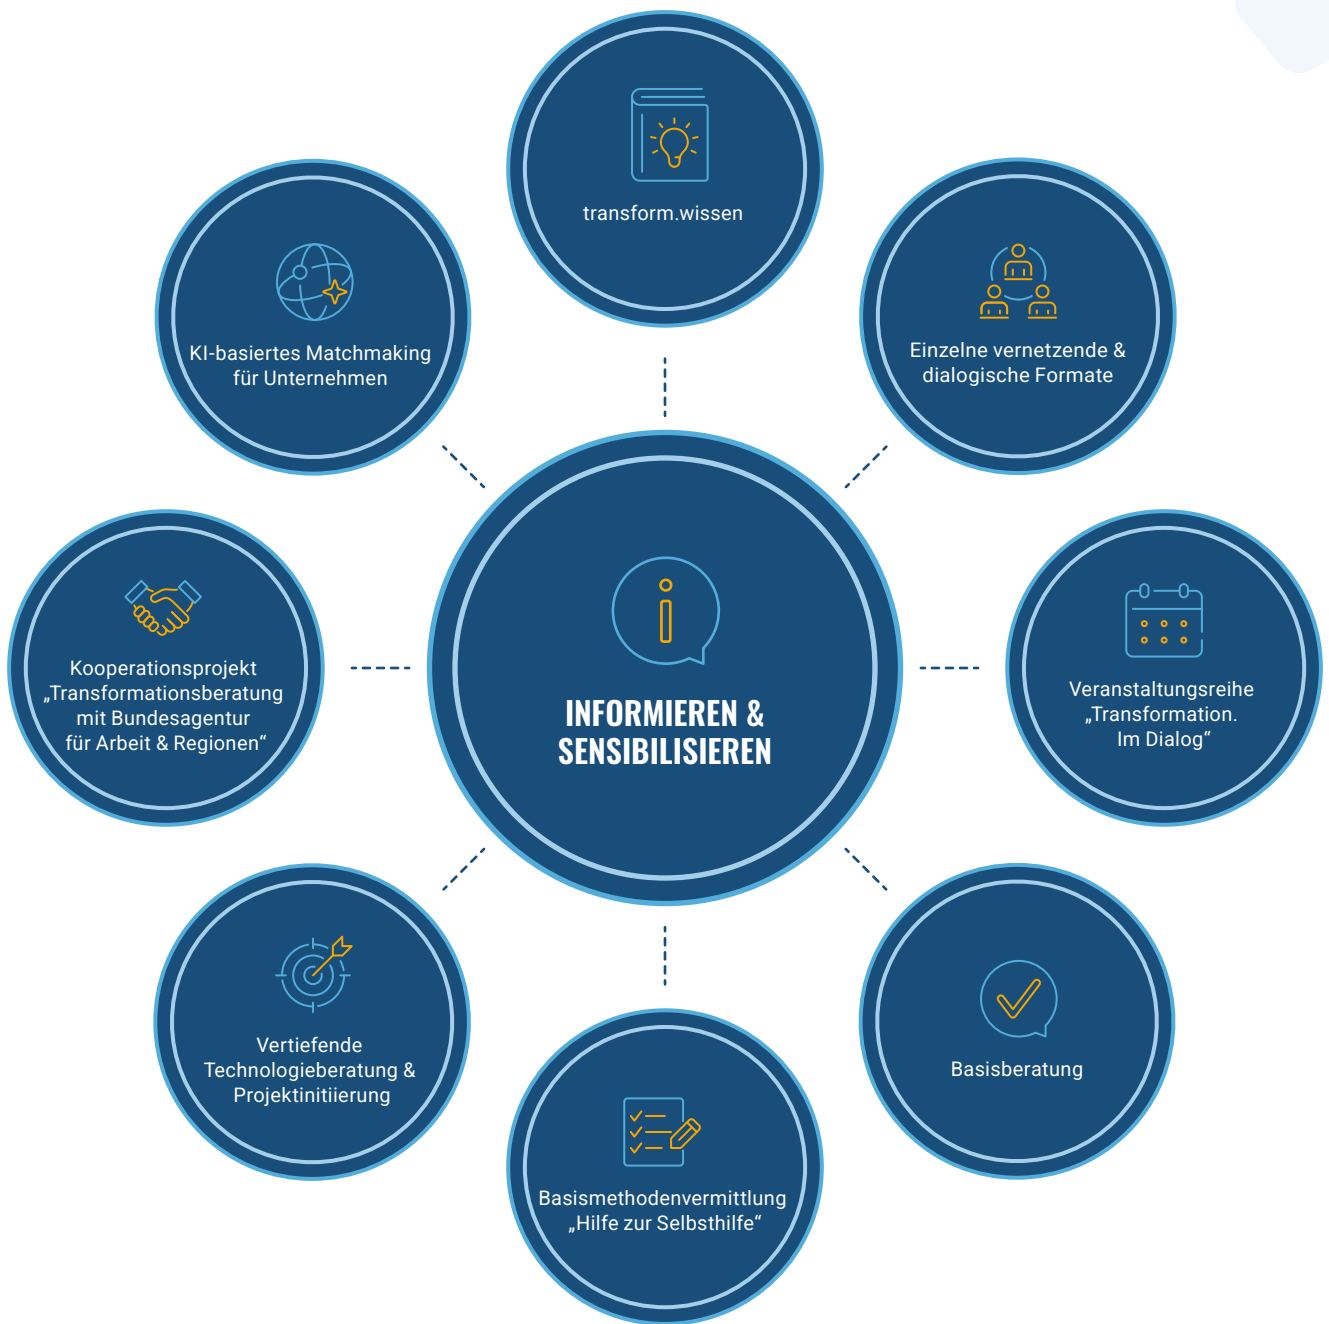 transform.wissen
KI-basiertes Matchmaking
für Unternehmen
Einzelne vernetzende &
dialogische Formate
Kooperationsprojekt
„Transformationsberatung
mit Bundesagentur
für Arbeit & Regionen“
INFORMIEREN &
SENSIBILISIEREN
Veranstaltungsreihe
„Transformation.
Im Dialog“
Vertiefende
Technologieberatung &
Projektinitiierung
Basisberatung
Basismethodenvermittlung
„Hilfe zur Selbsthilfe“